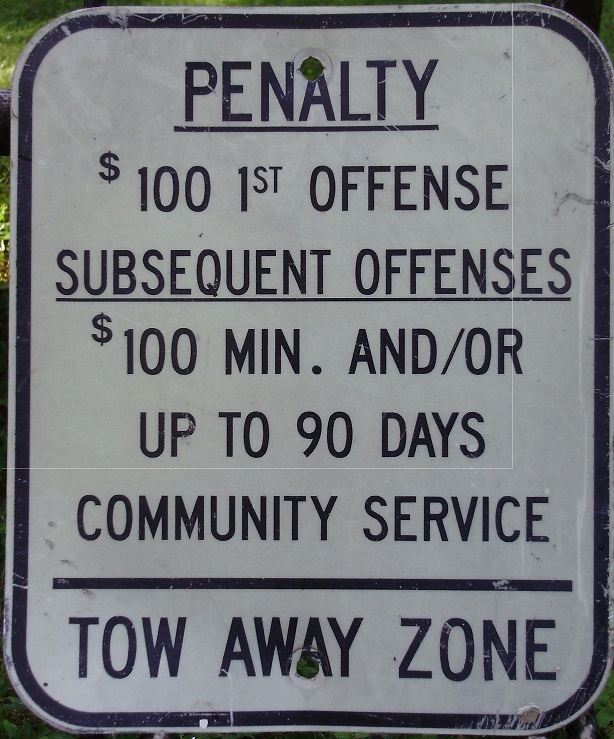 PENALTY
$100 1ST OFFENSE
SUBSEQUENT OFFENSES
$100 MIN. AND/OR
UP TO 90 DAYS
COMMUNITY SERVICE
TOW AWAY ZONE